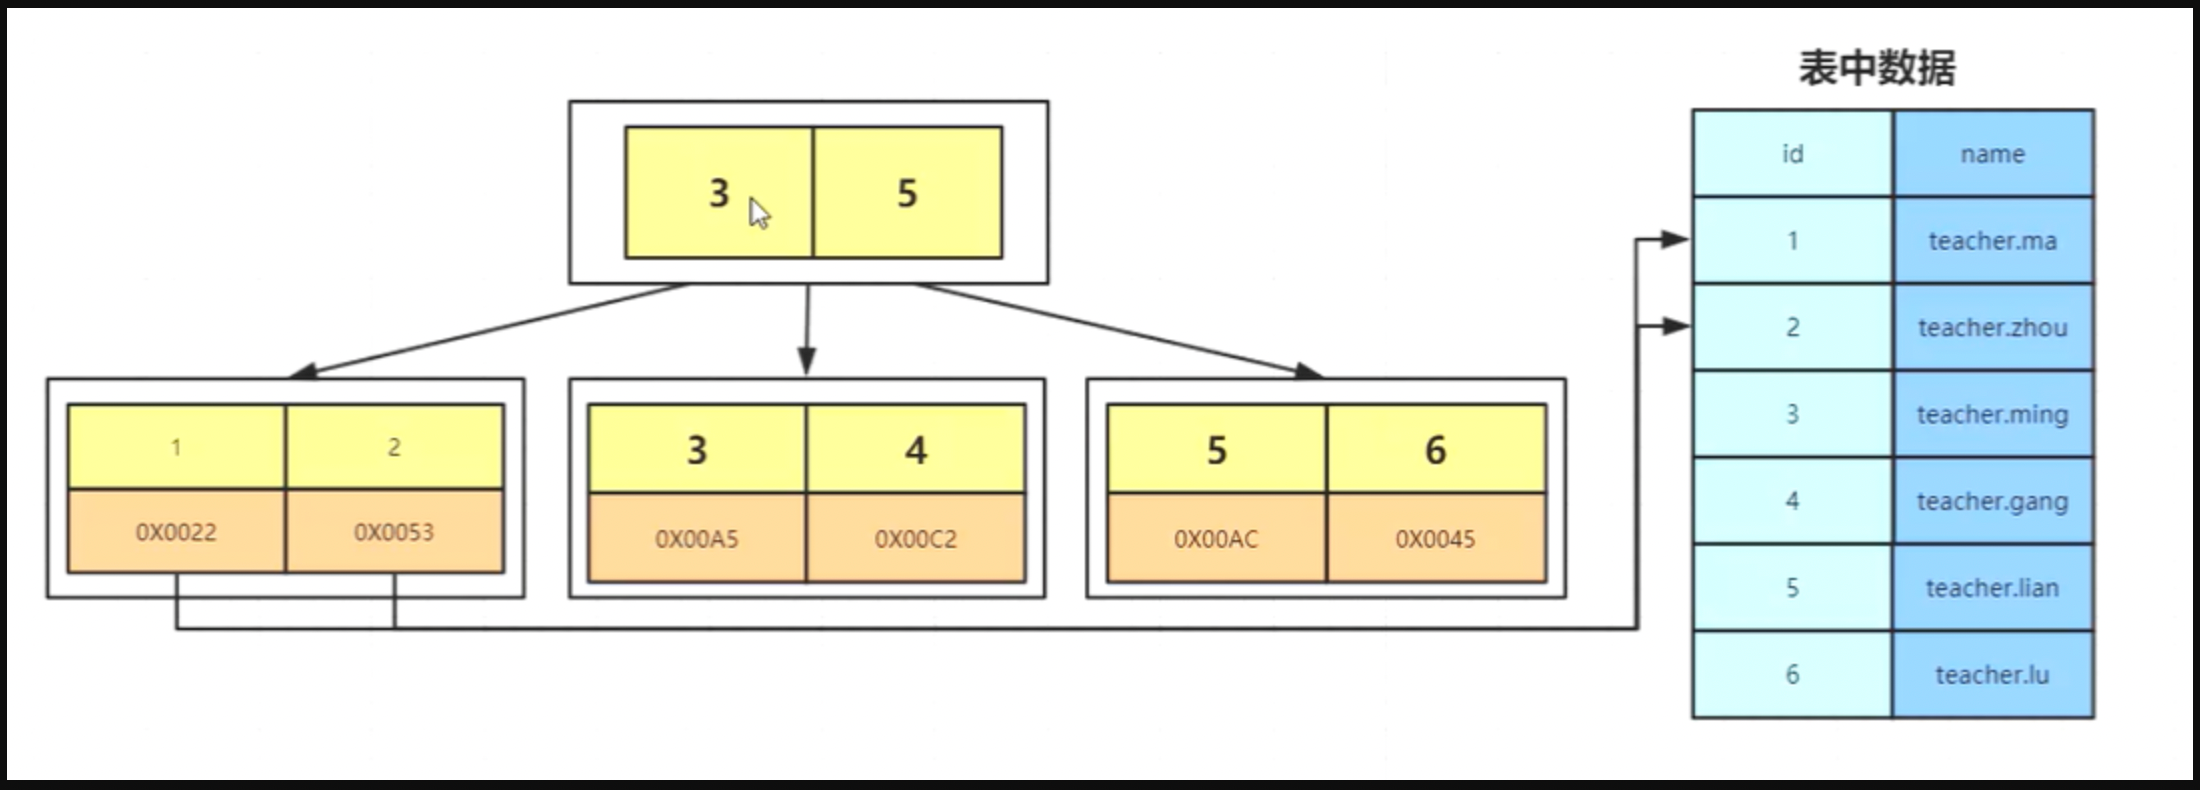 表中数据
3 5
1 2
0X0022 0X0053
3 4
0X00A5 0X00C2
5 6
0X00AC 0X0045
id name
1 teacher.ma
2 teacher.zhou
3 teacher.ming
4 teacher.gang
5 teacher.lian
6 teacher.lu